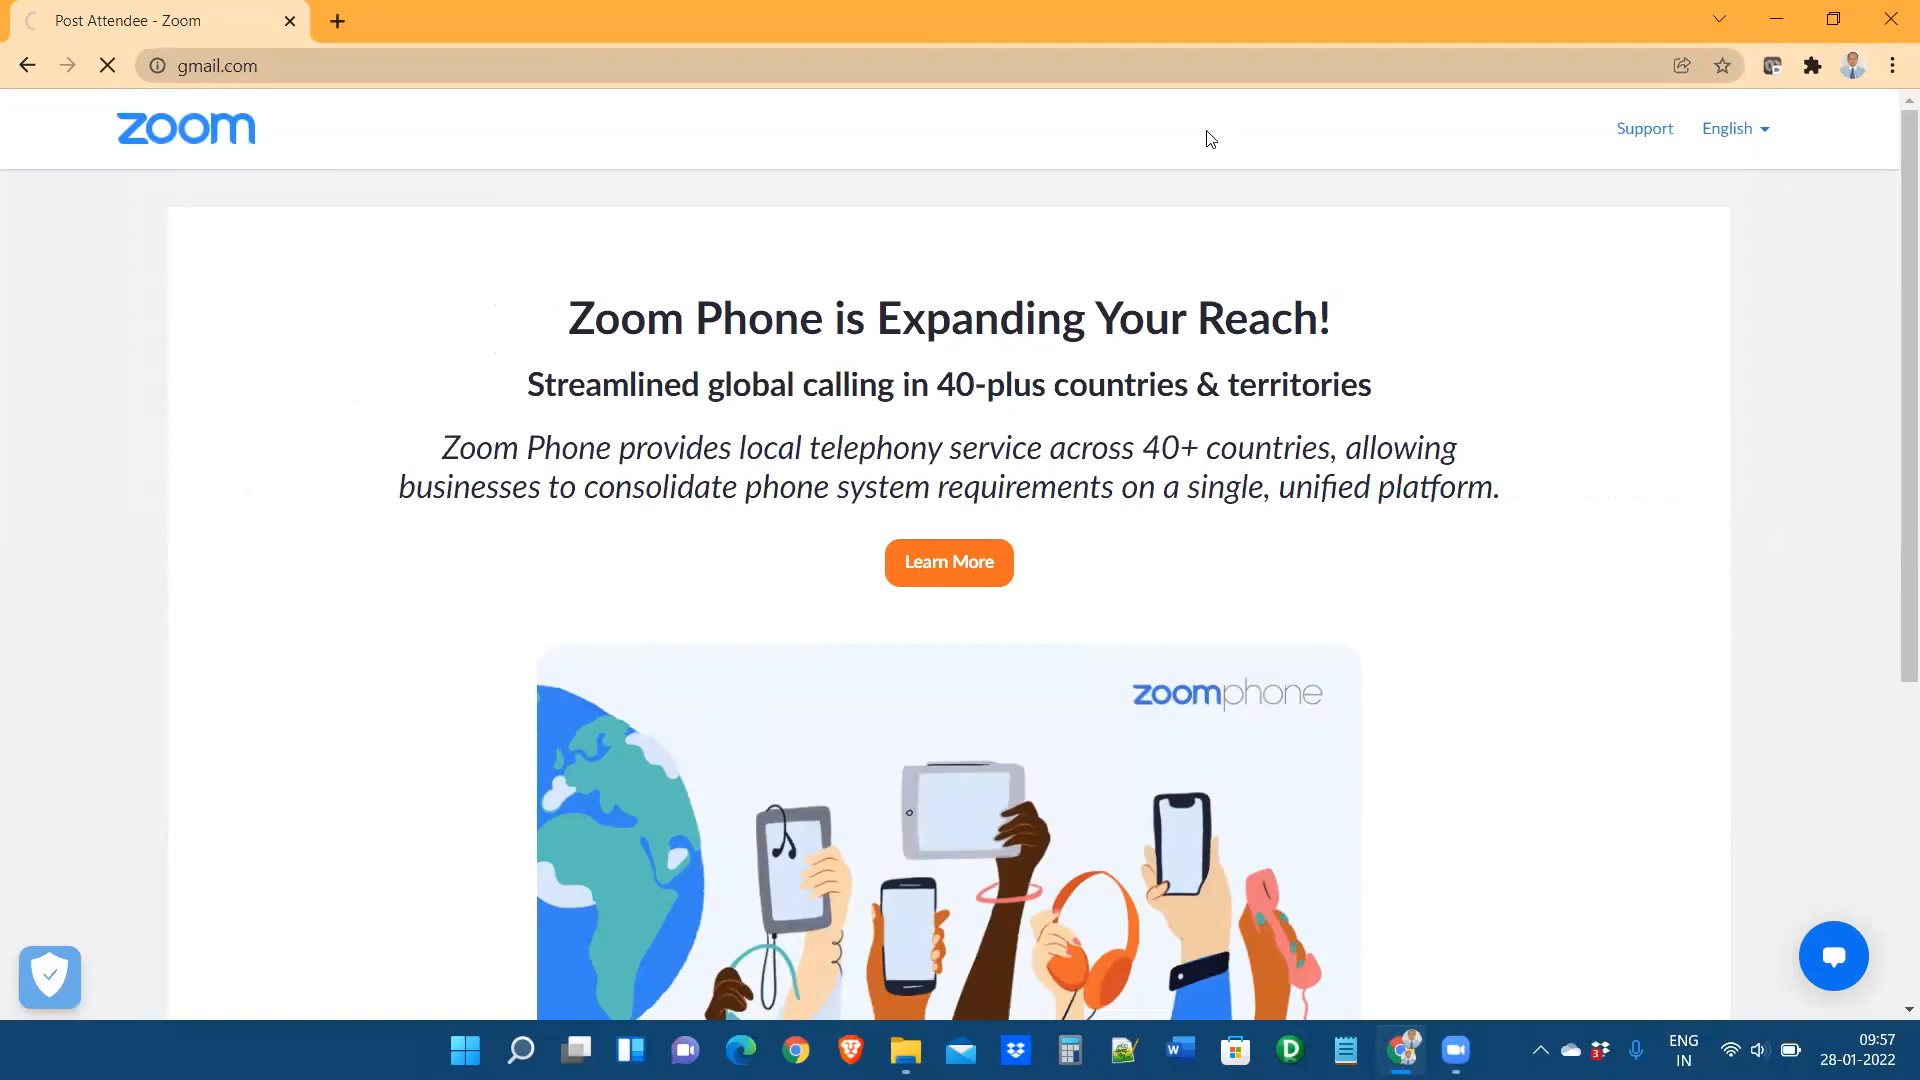 Post Attendee - Zoom
gmail.com
zoom
Support
English
Zoom Phone is Expanding Your Reach!
Streamlined global calling in 40-plus countries & territories
Zoom Phone provides local telephony service across 40+ countries, allowing
businesses to consolidate phone system requirements on a single, unified platform.
Learn More
zoomphone
W
D
3
ENG
IN
09:57
28-01-2022